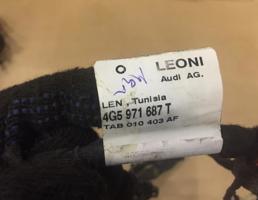 O LEONI
Audi AG.
LEN , Tunisia
4G5 971 687 T
TAB 010 403 AF